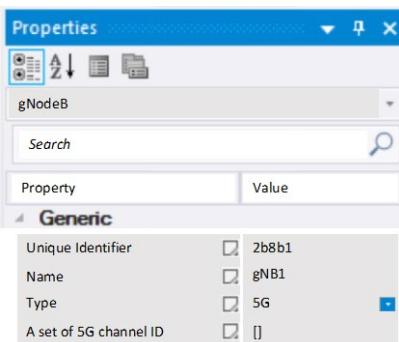 Properties
gNodeB
Search
Property Value
Generic
Unique Identifier 2b8b1
Name gNB1
Type 5G
A set of 5G channel ID []